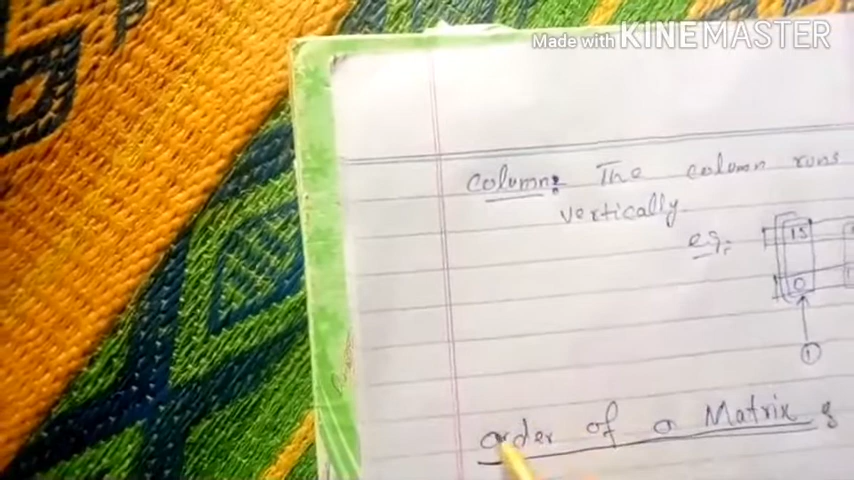 Made with KINEMASTER
column: The column runs
vertically
eg:
15
0
①
order of a Matrix :